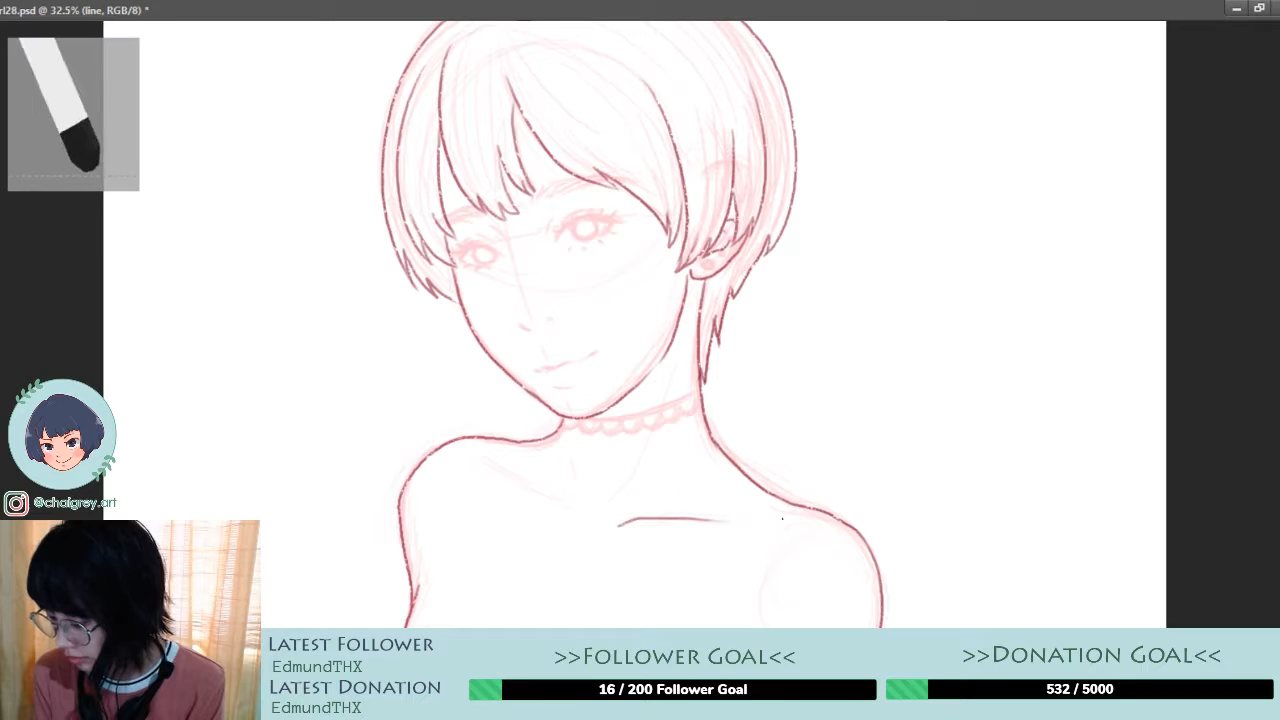 rl28.psd @ 32.5% (line, RGB/8) *
@chaigrey.art
LATEST FOLLOWER
EdmundTHX
LATEST DONATION
EdmundTHX
>>FOLLOWER GOAL<<
16 / 200 Follower Goal
>>DONATION GOAL<<
532 / 5000